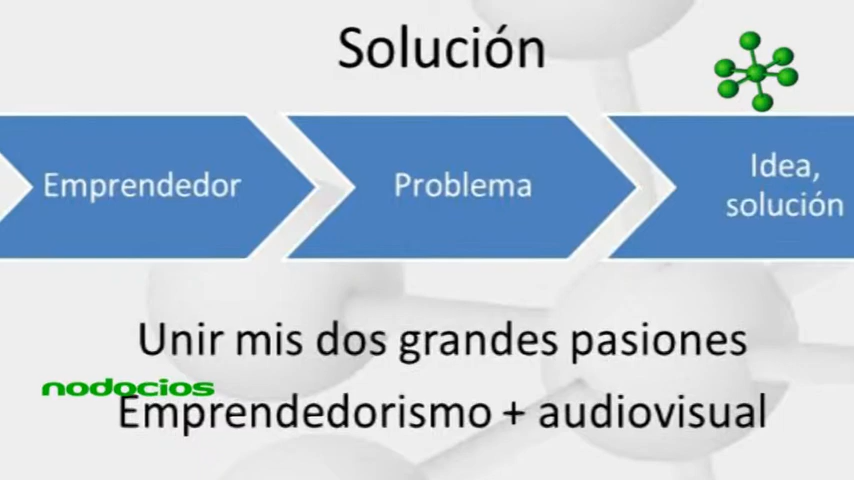 Solución
Emprendedor
Problema
Idea,
solución
Unir mis dos grandes pasiones
nodocios
Emprendedorismo + audiovisual